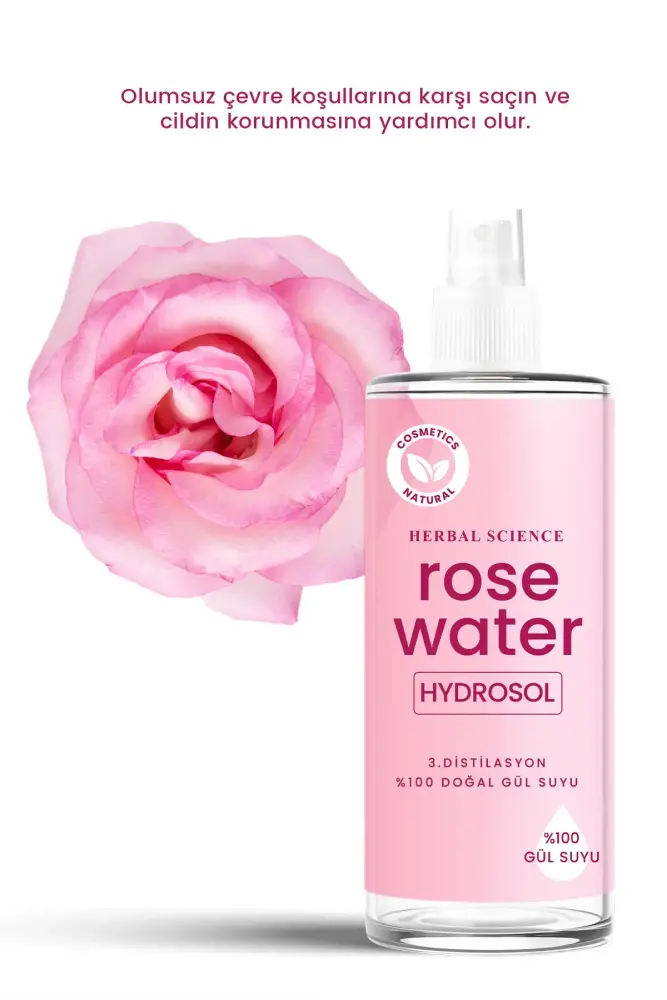 Olumsuz çevre koşullarına karşı saçın ve
cildin korunmasına yardımcı olur.
COSMETICS
NATURAL
HERBAL SCIENCE
rose
water
HYDROSOL
3.DİSTİLASYON
%100 DOĞAL GÜL SUYU
%100
GÜL SUYU